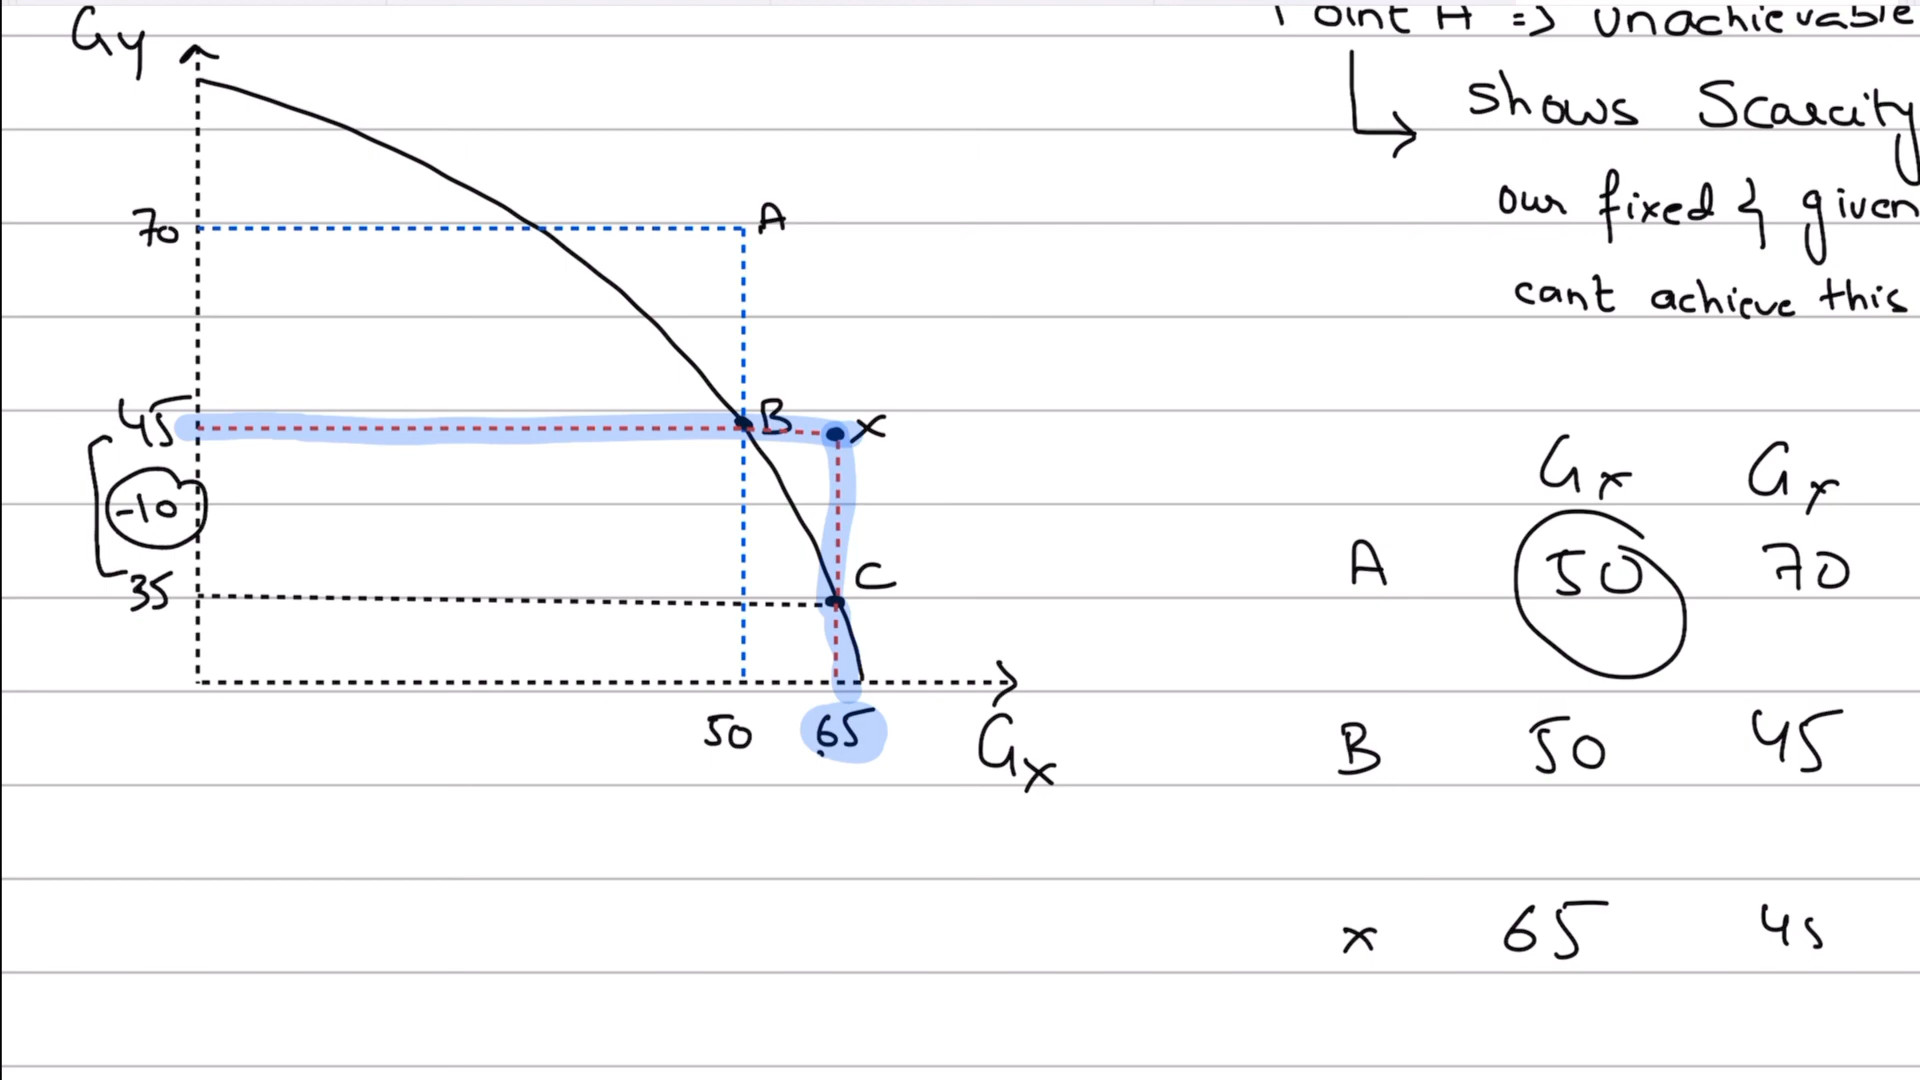 Gy
Point A => Unachievable
shows Scarcity
our fixed & given
cant achieve this
70
A
45
B
x
-10
35
C
50
65
Gx
Gx Gx
A 50 70
B 50 45
x 65 45